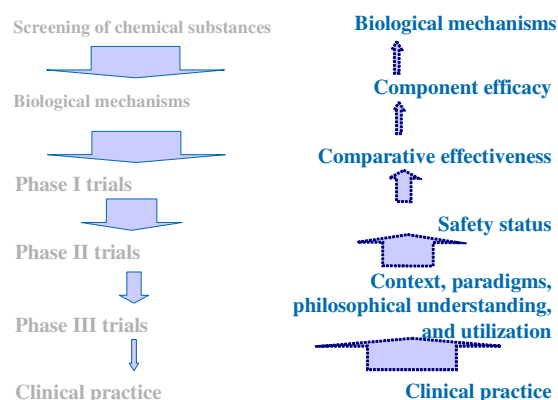 Screening of chemical substances
Biological mechanisms
Phase I trials
Phase II trials
Phase III trials
Clinical practice
Biological mechanisms
Component efficacy
Comparative effectiveness
Safety status
Context, paradigms,
philosophical understanding,
and utilization
Clinical practice